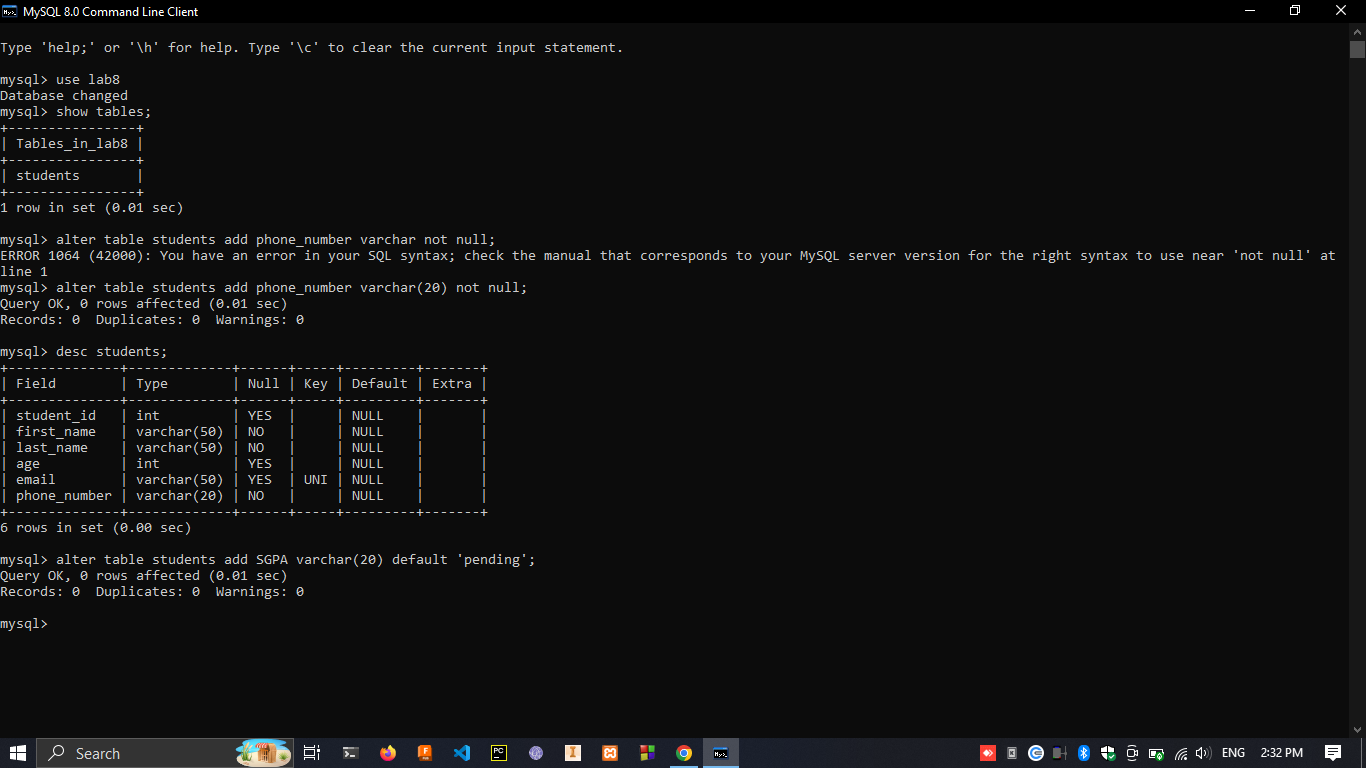 MySQL 8.0 Command Line Client
Type 'help;' or '\h' for help. Type '\c' to clear the current input statement.
mysql> use lab8
Database changed
mysql> show tables;
+----------------+
| Tables_in_lab8 |
+----------------+
| students       |
+----------------+
1 row in set (0.01 sec)
mysql> alter table students add phone_number varchar not null;
ERROR 1064 (42000): You have an error in your SQL syntax; check the manual that corresponds to your MySQL server version for the right syntax to use near 'not null' at
line 1
mysql> alter table students add phone_number varchar(20) not null;
Query OK, 0 rows affected (0.01 sec)
Records: 0  Duplicates: 0  Warnings: 0
mysql> desc students;
+--------------+-------------+------+-----+---------+-------+
| Field        | Type        | Null | Key | Default | Extra |
+--------------+-------------+------+-----+---------+-------+
| student_id   | int         | YES  |     | NULL    |       |
| first_name   | varchar(50) | NO   |     | NULL    |       |
| last_name    | varchar(50) | NO   |     | NULL    |       |
| age          | int         | YES  |     | NULL    |       |
| email        | varchar(50) | YES  | UNI | NULL    |       |
| phone_number | varchar(20) | NO   |     | NULL    |       |
+--------------+-------------+------+-----+---------+-------+
6 rows in set (0.00 sec)
mysql> alter table students add SGPA varchar(20) default 'pending';
Query OK, 0 rows affected (0.01 sec)
Records: 0  Duplicates: 0  Warnings: 0
mysql>
Search
ENG
2:32 PM